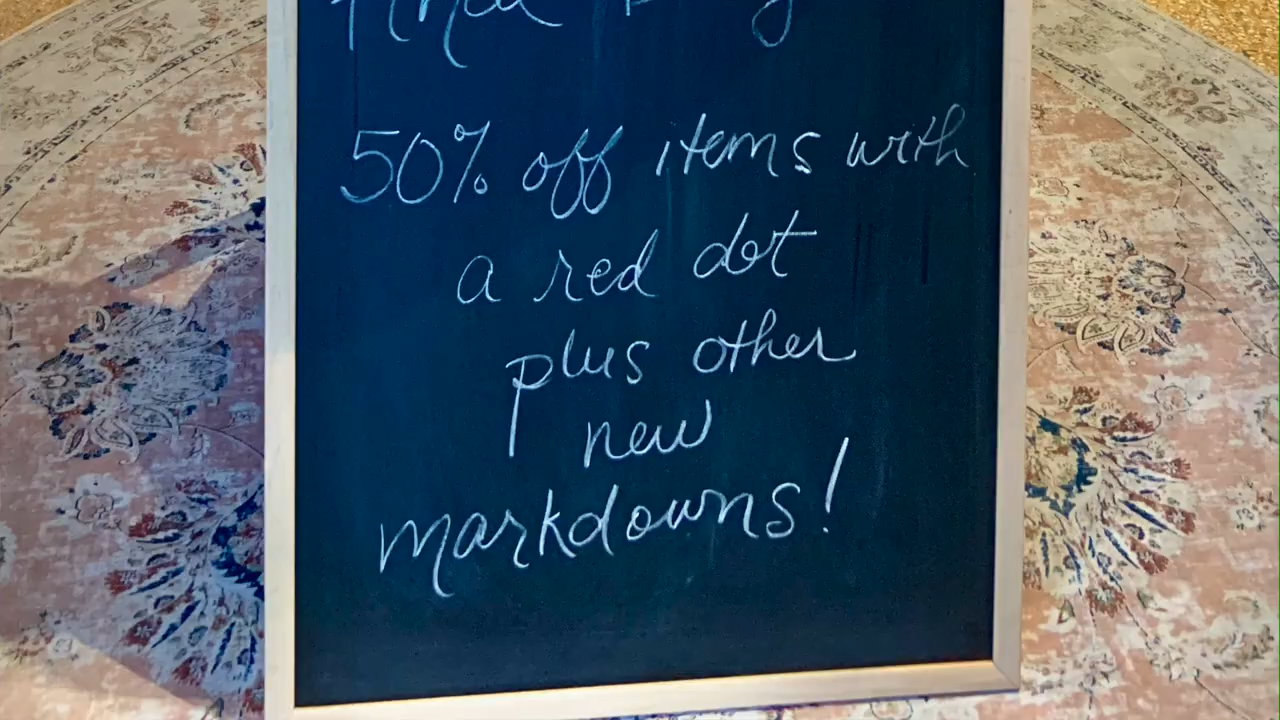 50% off items with
a red dot
plus other
new
markdowns!